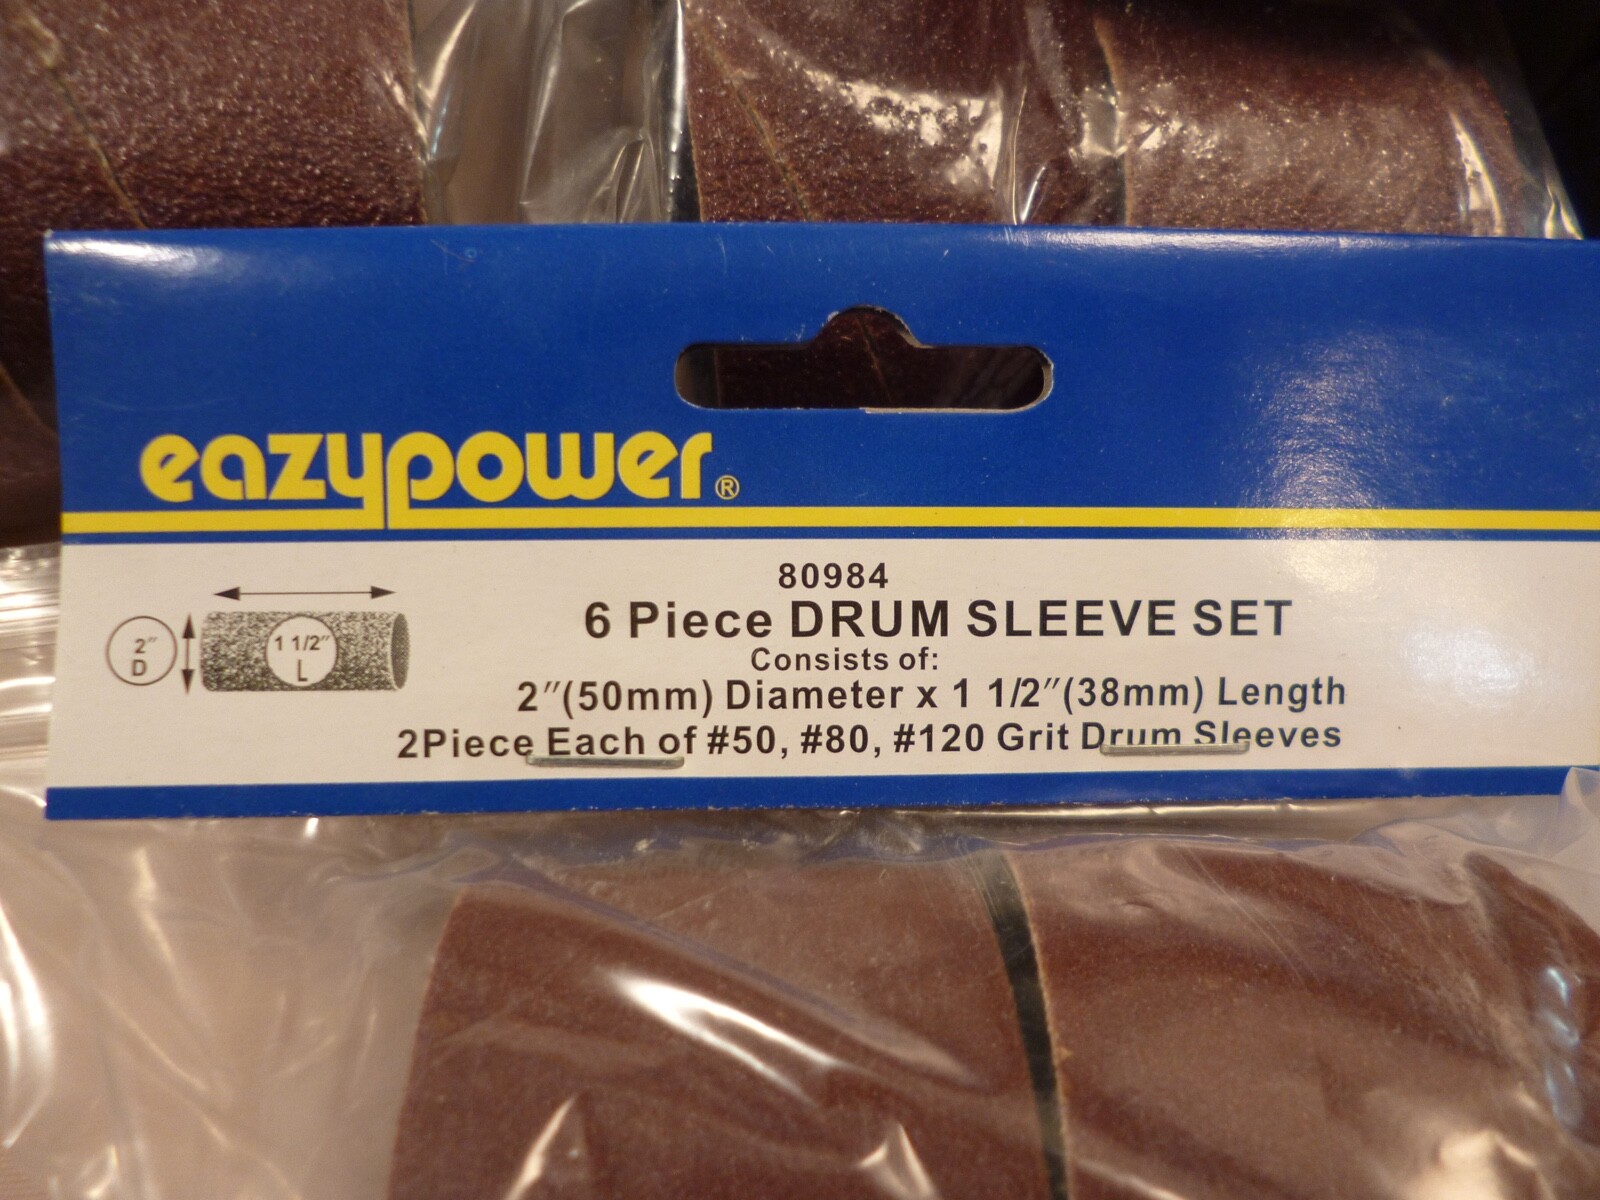 eazypower®
80984
6 Piece DRUM SLEEVE SET
Consists of:
2″(50mm) Diameter x 1 1/2″(38mm) Length
2Piece Each of #50, #80, #120 Grit Drum Sleeves
2″
D
1 1/2″
L